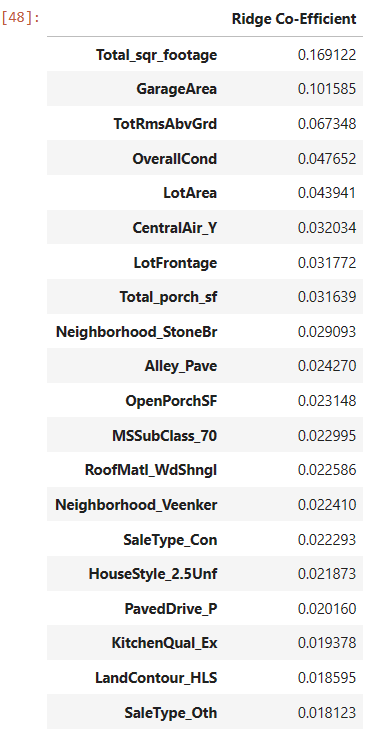 [48]: Ridge Co-Efficient
Total_sqr_footage 0.169122
GarageArea 0.101585
TotRmsAbvGrd 0.067348
OverallCond 0.047652
LotArea 0.043941
CentralAir_Y 0.032034
LotFrontage 0.031772
Total_porch_sf 0.031639
Neighborhood_StoneBr 0.029093
Alley_Pave 0.024270
OpenPorchSF 0.023148
MSSubClass_70 0.022995
RoofMatl_WdShngl 0.022586
Neighborhood_Veenker 0.022410
SaleType_Con 0.022293
HouseStyle_2.5Unf 0.021873
PavedDrive_P 0.020160
KitchenQual_Ex 0.019378
LandContour_HLS 0.018595
SaleType_Oth 0.018123